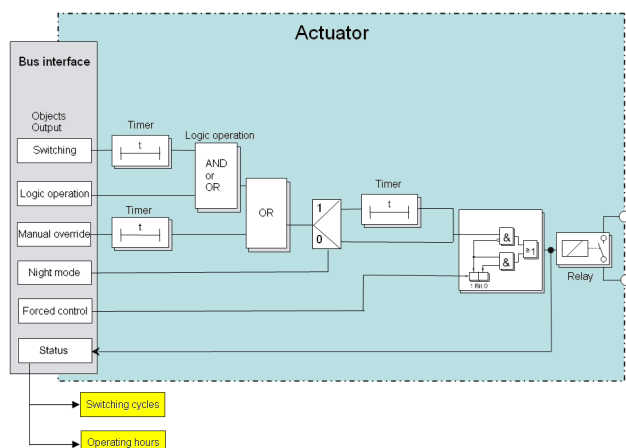 Actuator
Bus interface
Objects
Output
Timer
Logic operation
Switching
t
AND
or
OR
Logic operation
Timer
OR
1
0
Timer
t
Manual override
t
&
≥1
&
Night mode
1 Bit 0
Relay
Forced control
Status
Switching cycles
Operating hours